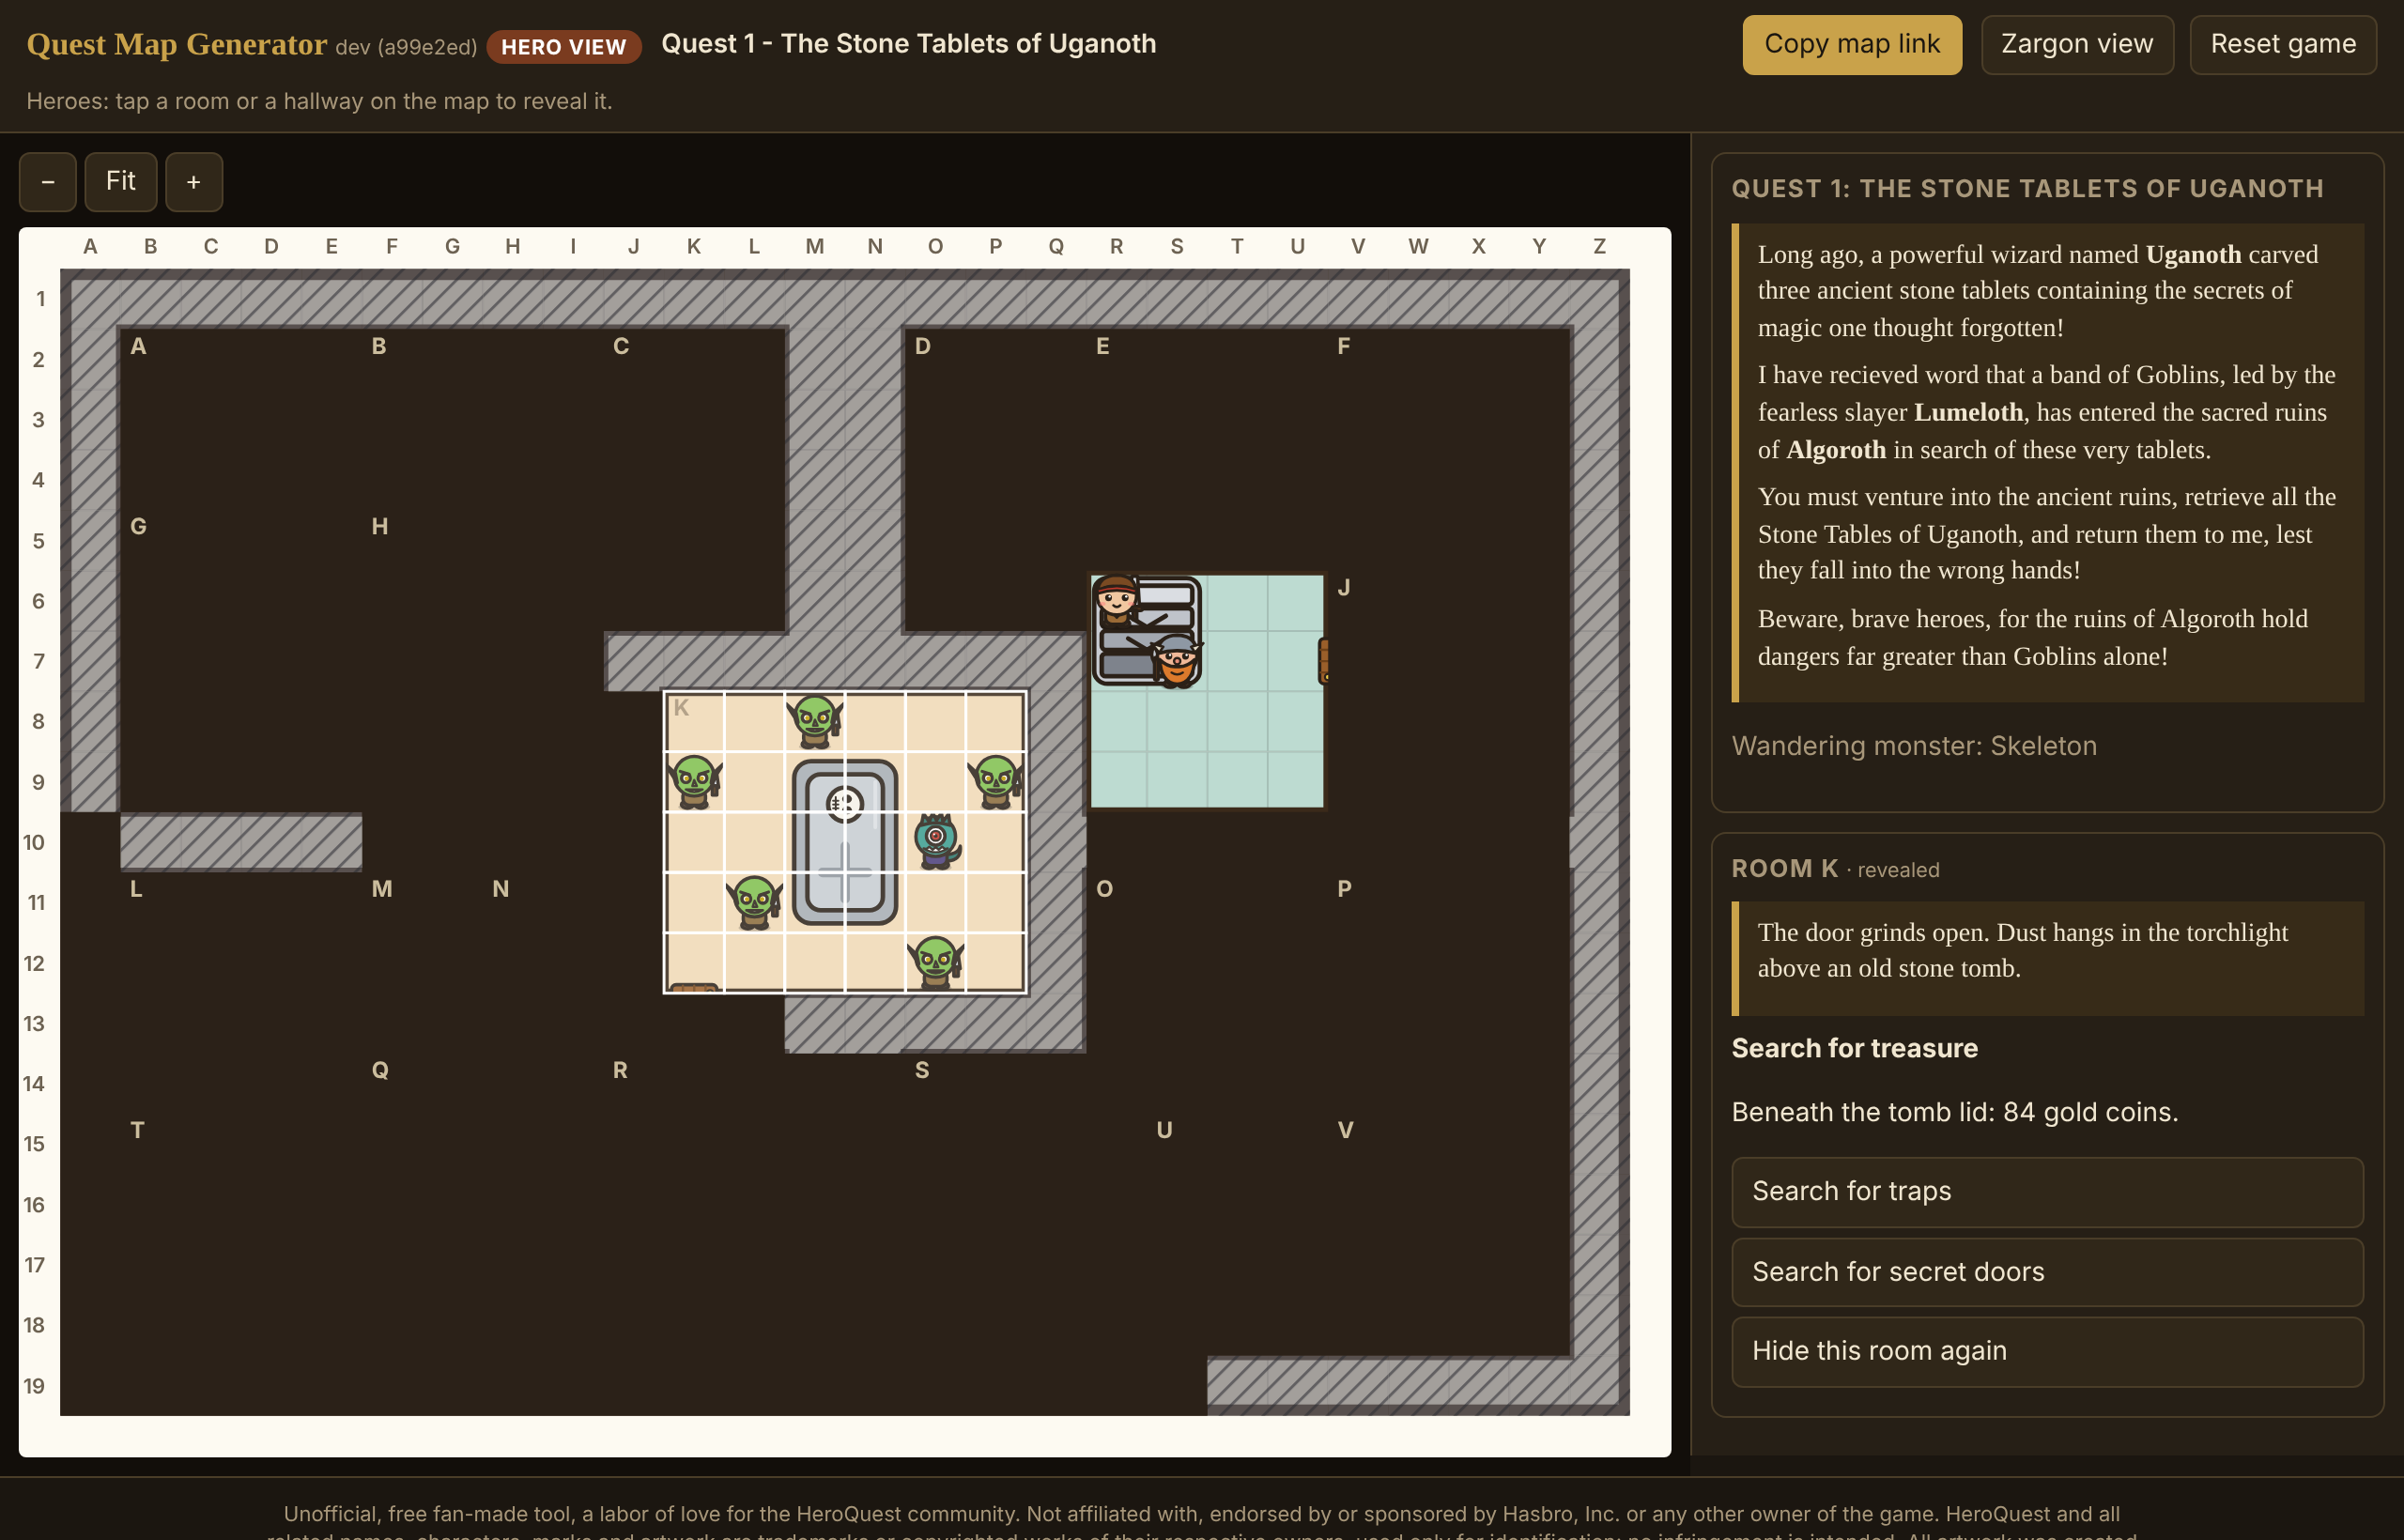 Quest Map Generator dev (a99e2ed) HERO VIEW Quest 1 - The Stone Tablets of Uganoth
Copy map link Zargon view Reset game
Heroes: tap a room or a hallway on the map to reveal it.
− Fit +
A B C D E F G H I J K L M N O P Q R S T U V W X Y Z
1
2
3
4
5
6
7
8
9
10
11
12
13
14
15
16
17
18
19
A B C D E F
G H
J
K
L M N O P
Q R S
T U V
QUEST 1: THE STONE TABLETS OF UGANOTH
Long ago, a powerful wizard named Uganoth carved
three ancient stone tablets containing the secrets of
magic one thought forgotten!
I have recieved word that a band of Goblins, led by the
fearless slayer Lumeloth, has entered the sacred ruins
of Algoroth in search of these very tablets.
You must venture into the ancient ruins, retrieve all the
Stone Tables of Uganoth, and return them to me, lest
they fall into the wrong hands!
Beware, brave heroes, for the ruins of Algoroth hold
dangers far greater than Goblins alone!
Wandering monster: Skeleton
ROOM K · revealed
The door grinds open. Dust hangs in the torchlight
above an old stone tomb.
Search for treasure
Beneath the tomb lid: 84 gold coins.
Search for traps
Search for secret doors
Hide this room again
Unofficial, free fan-made tool, a labor of love for the HeroQuest community. Not affiliated with, endorsed by or sponsored by Hasbro, Inc. or any other owner of the game. HeroQuest and all